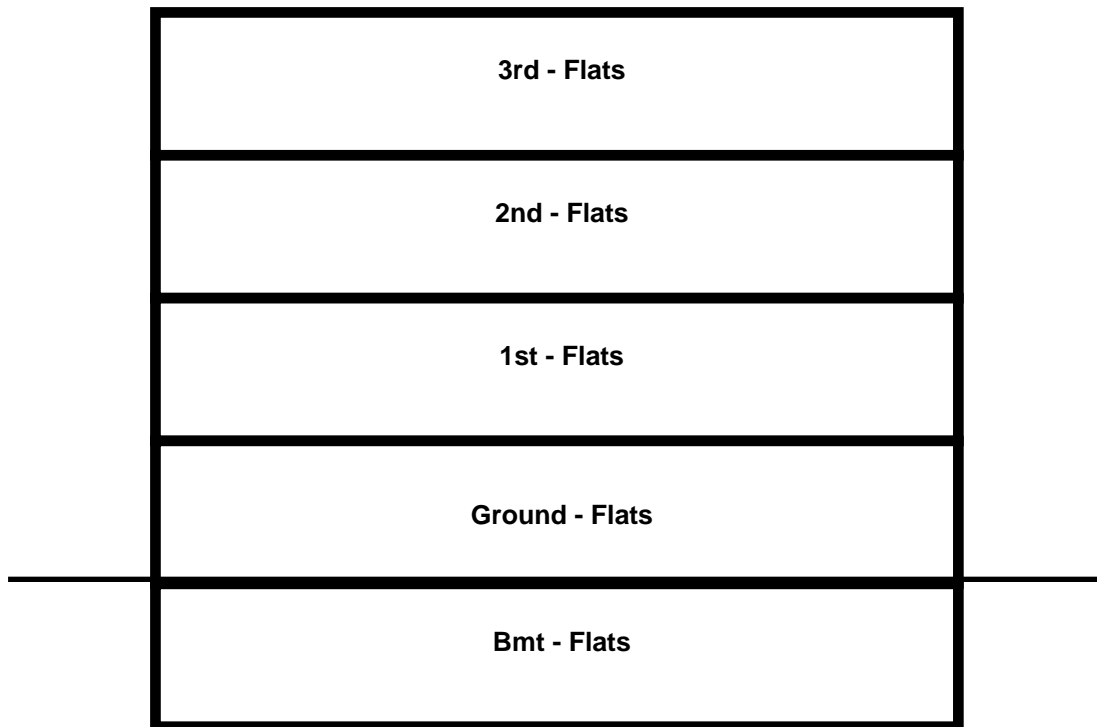 3rd - Flats
2nd - Flats
1st - Flats
Ground - Flats
Bmt - Flats